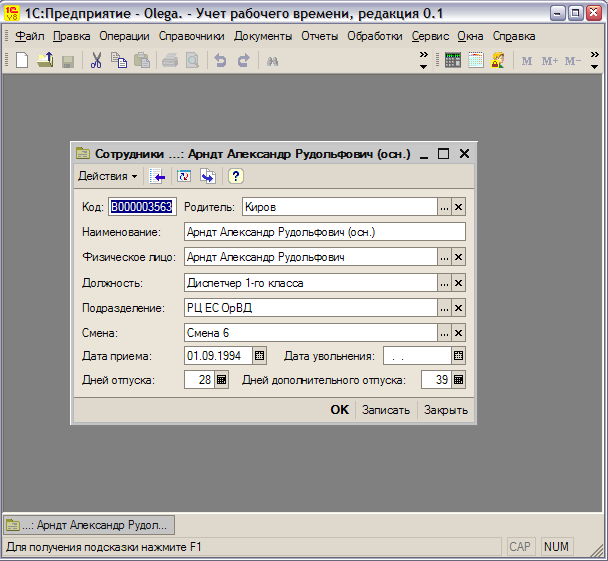 1С:Предприятие - Olega. - Учет рабочего времени, редакция 0.1
Файл Правка Операции Справочники Документы Отчеты Обработки Сервис Окна Справка
M M+ M-
Сотрудники ...: Арндт Александр Рудольфович (осн.)
Действия
Код: В000003563 Родитель: Киров ... ×
Наименование: Арндт Александр Рудольфович (осн.)
Физическое лицо: Арндт Александр Рудольфович ... ×
Должность: Диспетчер 1-го класса ... ×
Подразделение: РЦ ЕС ОрВД ... ×
Смена: Смена 6 ... ×
Дата приема: 01.09.1994 Дата увольнения: . .
Дней отпуска: 28 Дней дополнительного отпуска: 39
OK Записать Закрыть
...: Арндт Александр Рудол...
Для получения подсказки нажмите F1 CAP NUM